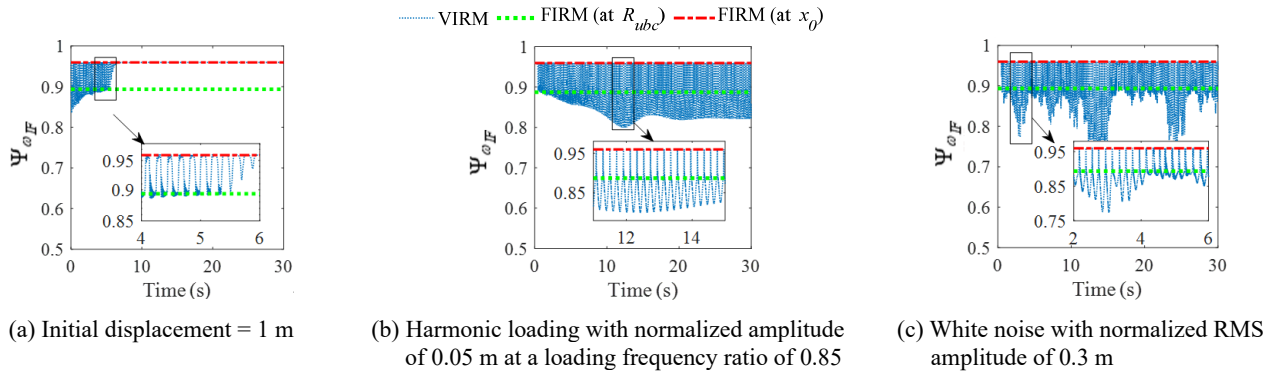 VIRM FIRM (at R_ubc) FIRM (at x_0)
1
0.9
0.8
0.7
0.6
0.5
Ψ_ω_IF
0.95
0.9
0.85
4 5 6
0 10 20 30
Time (s)
(a) Initial displacement = 1 m
1
0.9
0.8
0.7
0.6
0.5
Ψ_ω_IF
0.95
0.85
12 14
0 10 20 30
Time (s)
(b) Harmonic loading with normalized amplitude
of 0.05 m at a loading frequency ratio of 0.85
1
0.9
0.8
0.7
0.6
0.5
Ψ_ω_IF
0.95
0.85
0.75
2 4 6
0 10 20 30
Time (s)
(c) White noise with normalized RMS
amplitude of 0.3 m